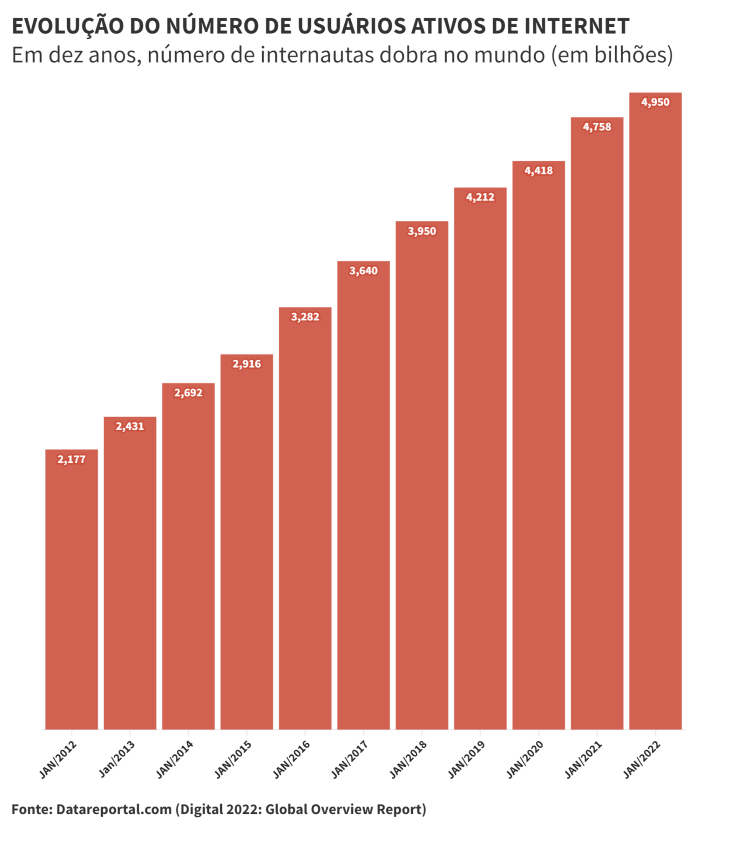 EVOLUÇÃO DO NÚMERO DE USUÁRIOS ATIVOS DE INTERNET
Em dez anos, número de internautas dobra no mundo (em bilhões)
4,950
4,758
4,418
4,212
3,950
3,640
3,282
2,916
2,692
2,431
2,177
JAN/2012
Jan/2013
JAN/2014
JAN/2015
JAN/2016
JAN/2017
JAN/2018
JAN/2019
JAN/2020
JAN/2021
JAN/2022
Fonte: Datareportal.com (Digital 2022: Global Overview Report)